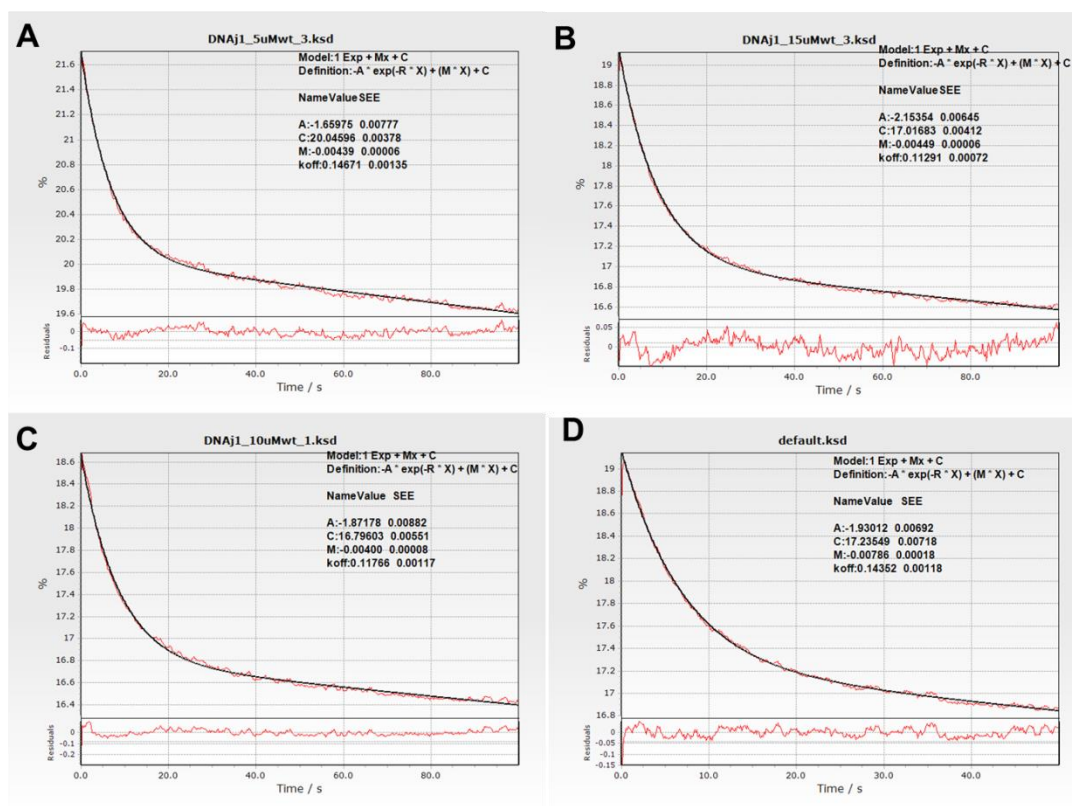 A
DNAj1_5uMwt_3.ksd
Model:1 Exp + Mx + C
Definition:-A * exp(-R * X) + (M * X) + C
NameValue SEE
A:-1.65975 0.00777
C:20.04596 0.00378
M:-0.00439 0.00006
koff:0.14671 0.00135
%
21.6
21.4
21.2
21
20.8
20.6
20.4
20.2
20
19.8
19.6
Residuals
0
-0.1
0.0 20.0 40.0 60.0 80.0
Time / s
B
DNAj1_15uMwt_3.ksd
Model:1 Exp + Mx + C
Definition:-A * exp(-R * X) + (M * X) + C
NameValue SEE
A:-2.15354 0.00645
C:17.01683 0.00412
M:-0.00449 0.00006
koff:0.11291 0.00072
%
19
18.8
18.6
18.4
18.2
18
17.8
17.6
17.4
17.2
17
16.8
16.6
Residuals
0.05
0
0.0 20.0 40.0 60.0 80.0
Time / s
C
DNAj1_10uMwt_1.ksd
Model:1 Exp + Mx + C
Definition:-A * exp(-R * X) + (M * X) + C
NameValue SEE
A:-1.87178 0.00882
C:16.79603 0.00551
M:-0.00400 0.00008
koff:0.11766 0.00117
%
18.6
18.4
18.2
18
17.8
17.6
17.4
17.2
17
16.8
16.6
16.4
Residuals
0
-0.1
-0.2
0.0 20.0 40.0 60.0 80.0
Time / s
D
default.ksd
Model:1 Exp + Mx + C
Definition:-A * exp(-R * X) + (M * X) + C
NameValue SEE
A:-1.93012 0.00692
C:17.23549 0.00718
M:-0.00786 0.00018
koff:0.14352 0.00118
%
19
18.8
18.6
18.4
18.2
18
17.8
17.6
17.4
17.2
17
16.8
Residuals
0
-0.05
-0.1
-0.15
0.0 10.0 20.0 30.0 40.0
Time / s